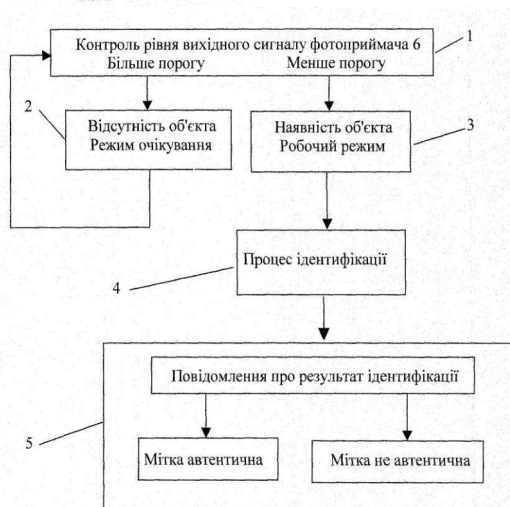 Контроль рівня вихідного сигналу фотоприймача 6
Більше порогу Менше порогу
1
2
Відсутність об'єкта
Режим очікування
Наявність об'єкта
Робочий режим
3
Процес ідентифікації
4
Повідомлення про результат ідентифікації
5
Мітка автентична
Мітка не автентична